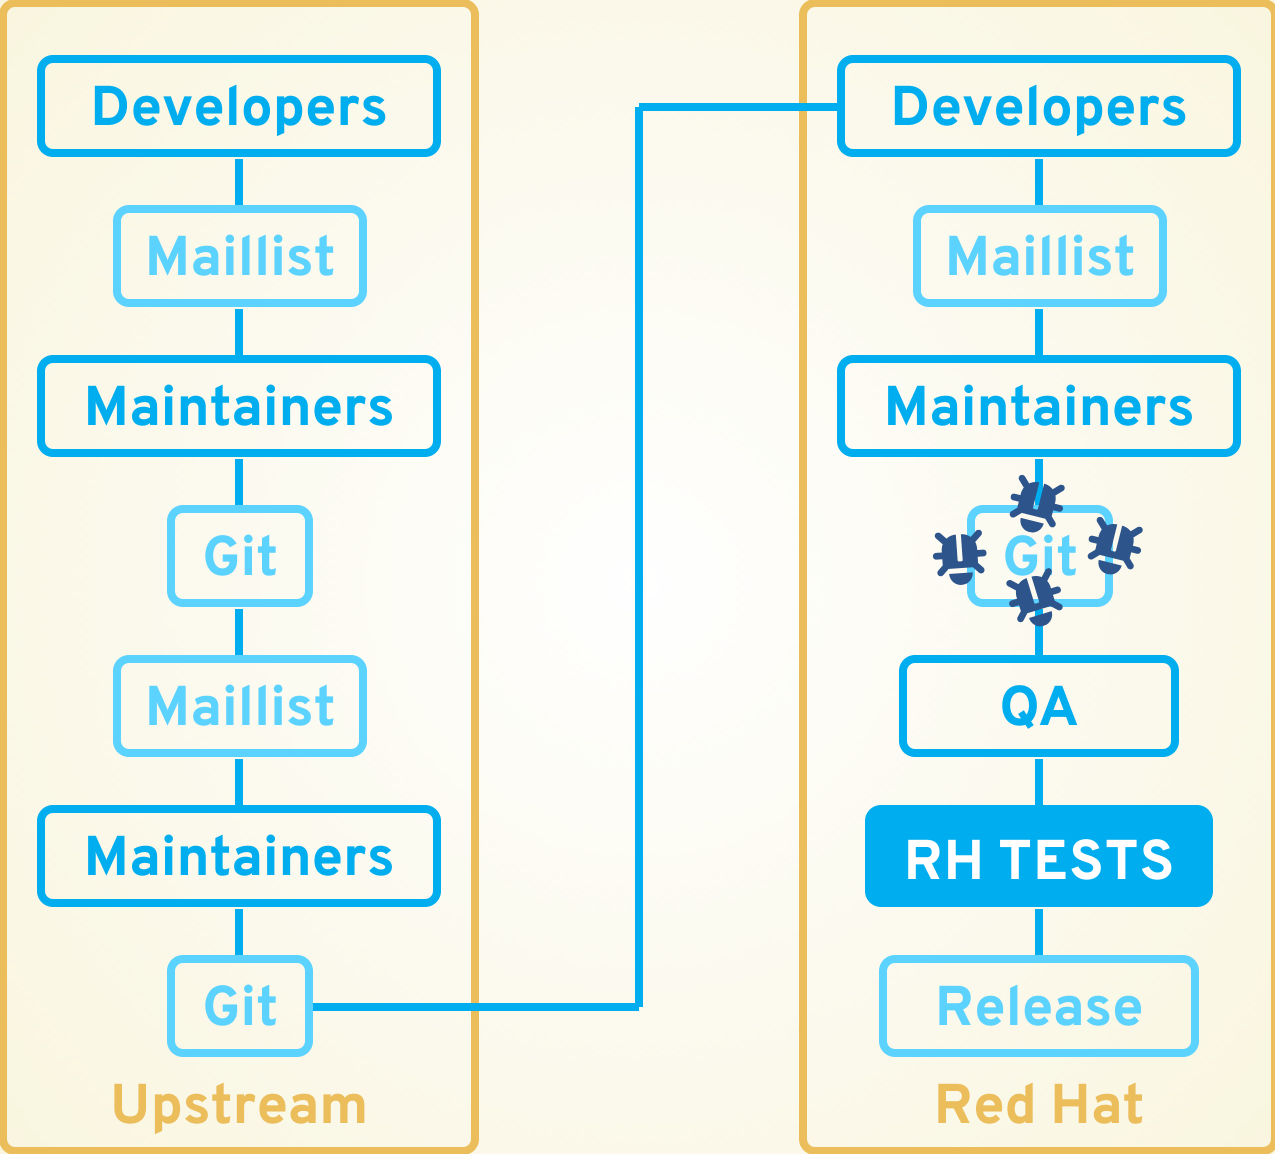 Developers
Maillist
Maintainers
Git
Maillist
Maintainers
Git
Upstream
Developers
Maillist
Maintainers
Git
QA
RH TESTS
Release
Red Hat